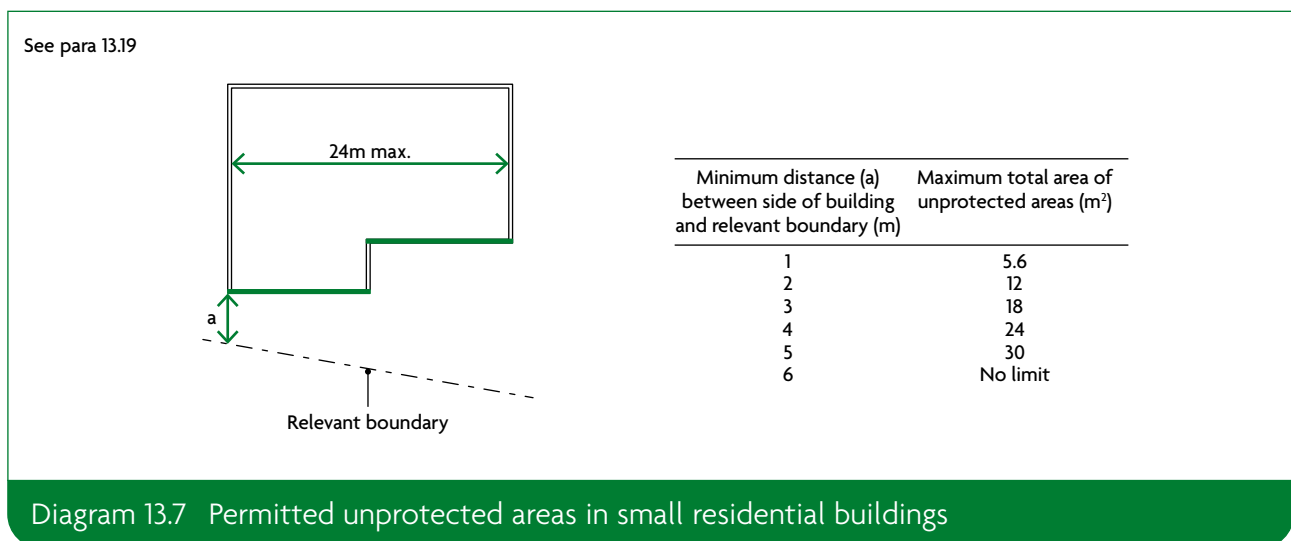 See para 13.19
24m max.
a
Relevant boundary
Minimum distance (a) between side of building and relevant boundary (m)
Maximum total area of unprotected areas (m²)
1 5.6
2 12
3 18
4 24
5 30
6 No limit
Diagram 13.7 Permitted unprotected areas in small residential buildings